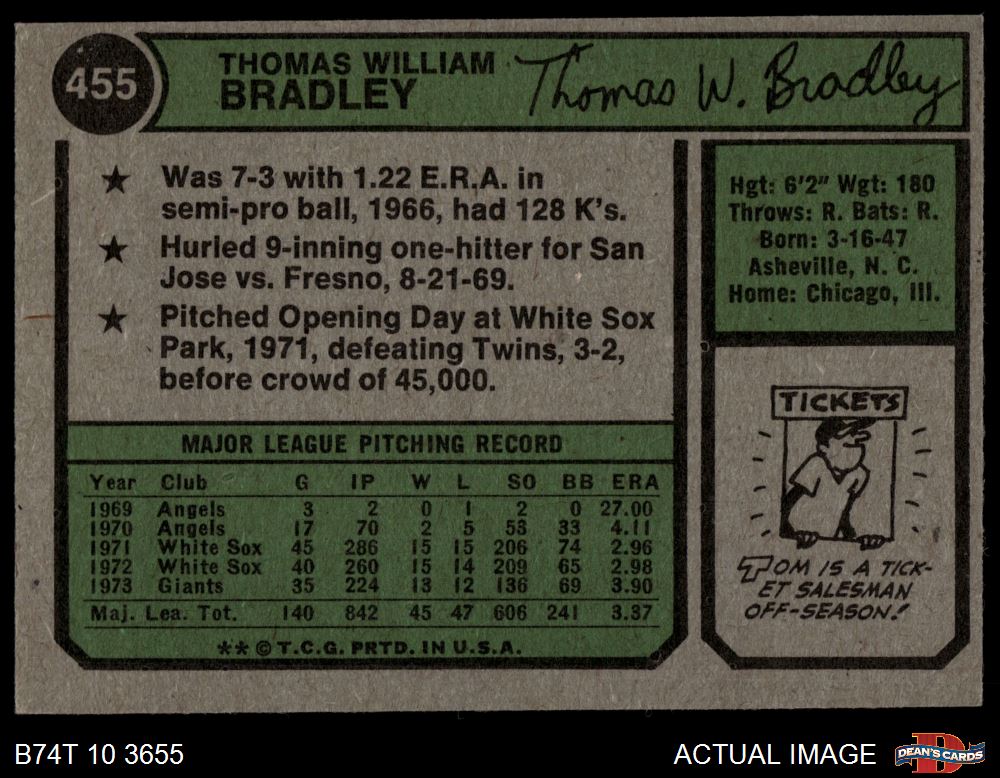 455
THOMAS WILLIAM
BRADLEY
Thomas W. Bradley
★ Was 7-3 with 1.22 E.R.A. in
semi-pro ball, 1966, had 128 K's.
★ Hurled 9-inning one-hitter for San
Jose vs. Fresno, 8-21-69.
★ Pitched Opening Day at White Sox
Park, 1971, defeating Twins, 3-2,
before crowd of 45,000.
Hgt: 6'2" Wgt: 180
Throws: R. Bats: R.
Born: 3-16-47
Asheville, N. C.
Home: Chicago, Ill.
TICKETS
TOM IS A TICK-
ET SALESMAN
OFF-SEASON!
MAJOR LEAGUE PITCHING RECORD
Year Club G IP W L SO BB ERA
1969 Angels 3 2 0 1 2 0 27.00
1970 Angels 17 70 2 5 53 33 4.11
1971 White Sox 45 286 15 15 206 74 2.96
1972 White Sox 40 260 15 14 209 65 2.98
1973 Giants 35 224 13 12 136 69 3.90
Maj. Lea. Tot. 140 842 45 47 606 241 3.37
** © T.C.G. PRTD. IN U.S.A.
B74T 10 3655
ACTUAL IMAGE
DEAN'S CARDS